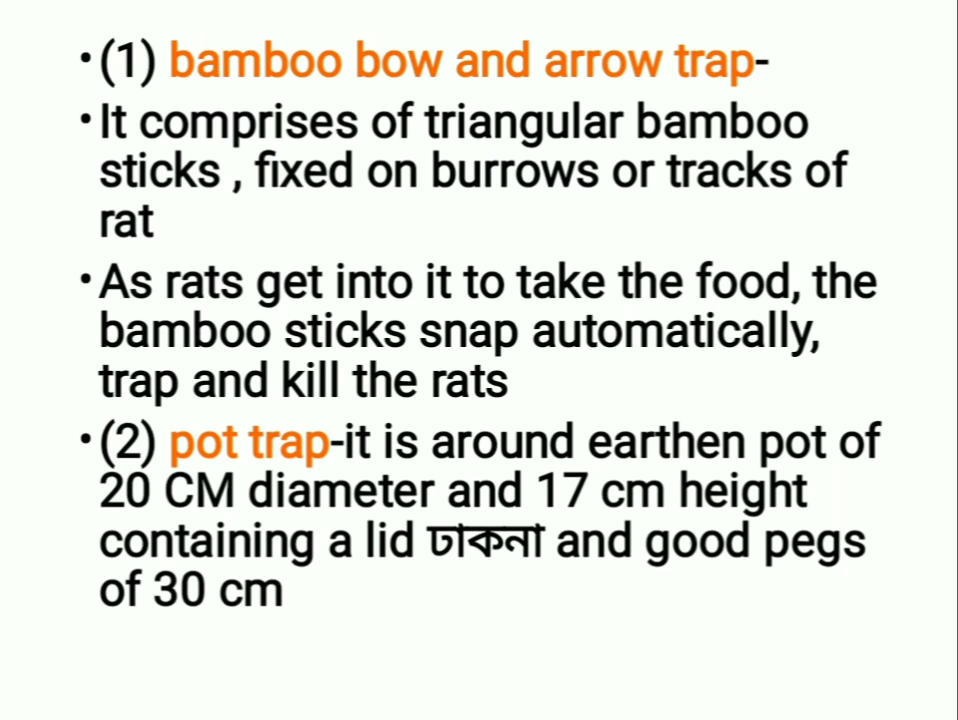 • (1) bamboo bow and arrow trap-
• It comprises of triangular bamboo
sticks , fixed on burrows or tracks of
rat
• As rats get into it to take the food, the
bamboo sticks snap automatically,
trap and kill the rats
• (2) pot trap-it is around earthen pot of
20 CM diameter and 17 cm height
containing a lid ঢাকনা and good pegs
of 30 cm